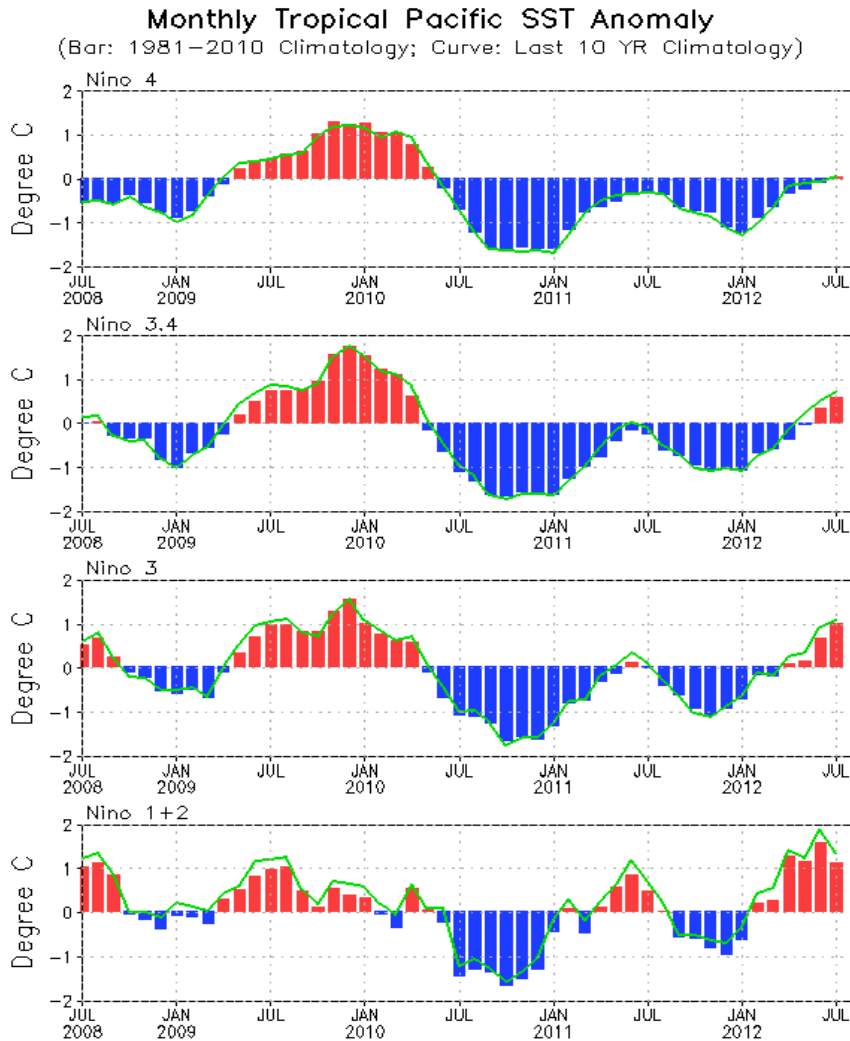 Monthly Tropical Pacific SST Anomaly
(Bar: 1981-2010 Climatology; Curve: Last 10 YR Climatology)
Nino 4
Degree C
2
1
0
-1
-2
JUL JAN JUL JAN JUL JAN JUL JAN JUL
2008 2009 2010 2011 2012
Nino 3.4
Degree C
2
1
0
-1
-2
JUL JAN JUL JAN JUL JAN JUL JAN JUL
2008 2009 2010 2011 2012
Nino 3
Degree C
2
1
0
-1
-2
JUL JAN JUL JAN JUL JAN JUL JAN JUL
2008 2009 2010 2011 2012
Nino 1+2
Degree C
2
1
0
-1
-2
JUL JAN JUL JAN JUL JAN JUL JAN JUL
2008 2009 2010 2011 2012